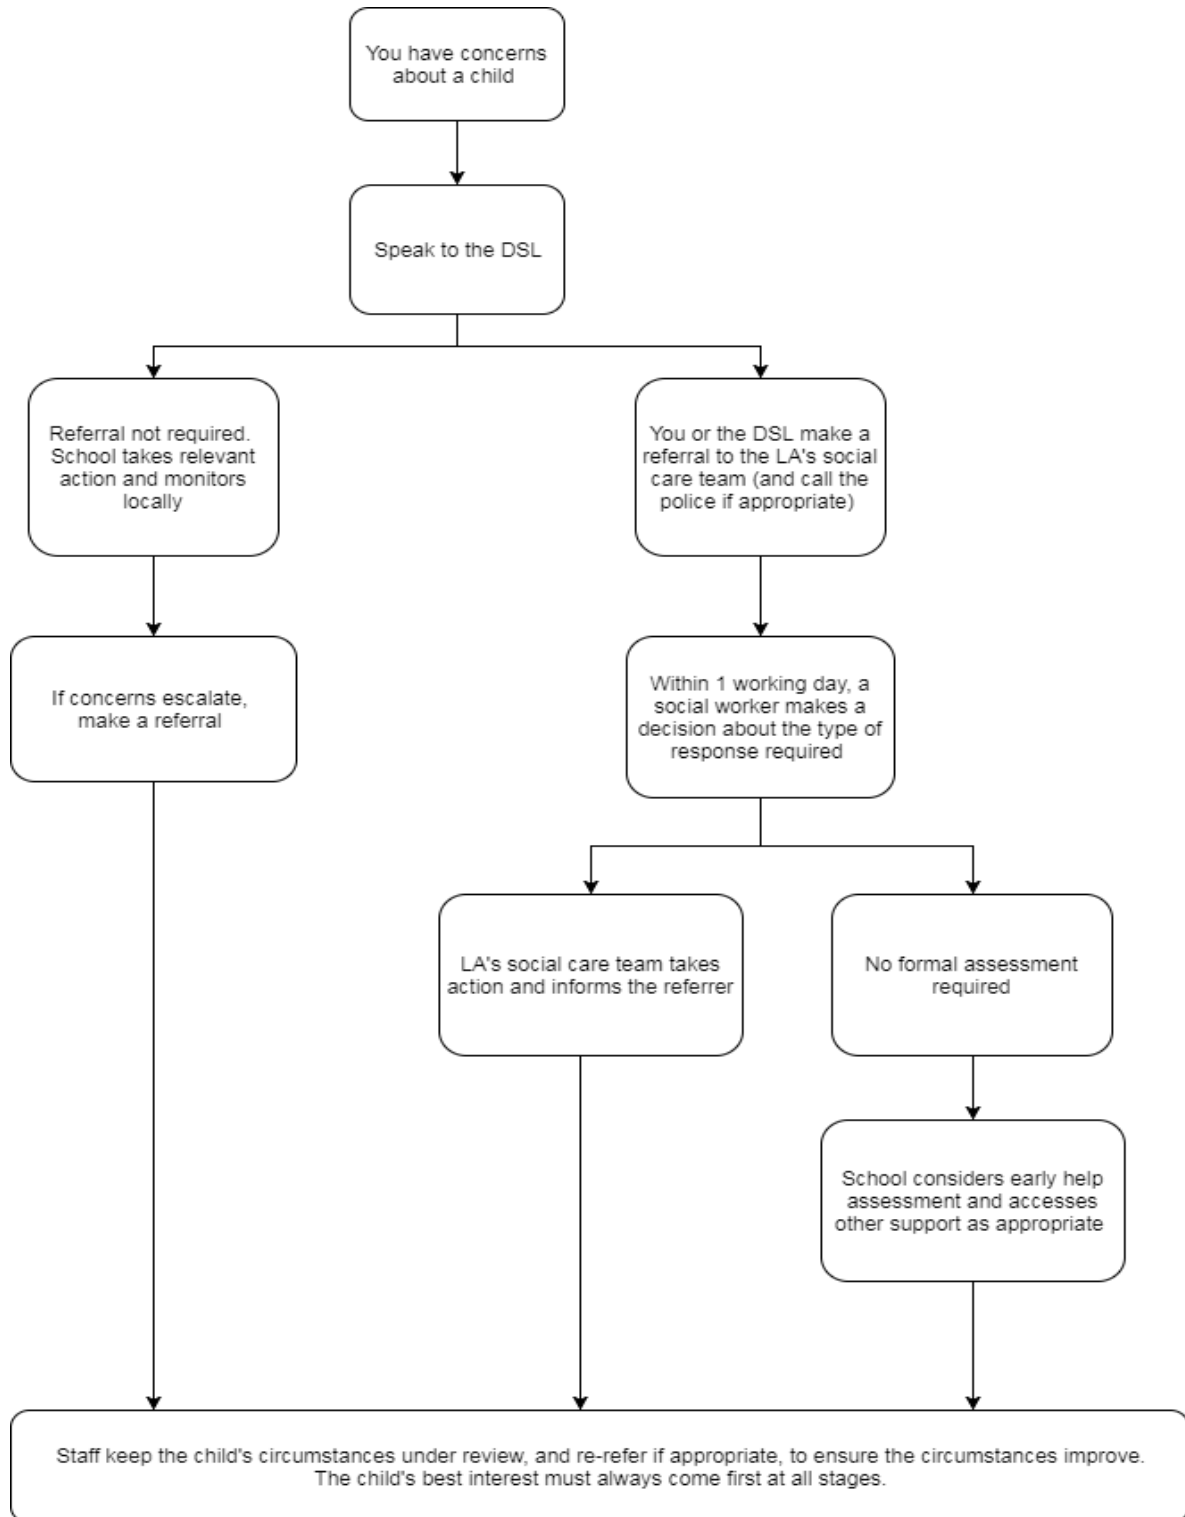 You have concerns
about a child
Speak to the DSL
Referral not required.
School takes relevant
action and monitors
locally
You or the DSL make a
referral to the LA's social
care team (and call the
police if appropriate)
If concerns escalate,
make a referral
Within 1 working day, a
social worker makes a
decision about the type of
response required
LA's social care team takes
action and informs the referrer
No formal assessment
required
School considers early help
assessment and accesses
other support as appropriate
Staff keep the child's circumstances under review, and re-refer if appropriate, to ensure the circumstances improve.
The child's best interest must always come first at all stages.